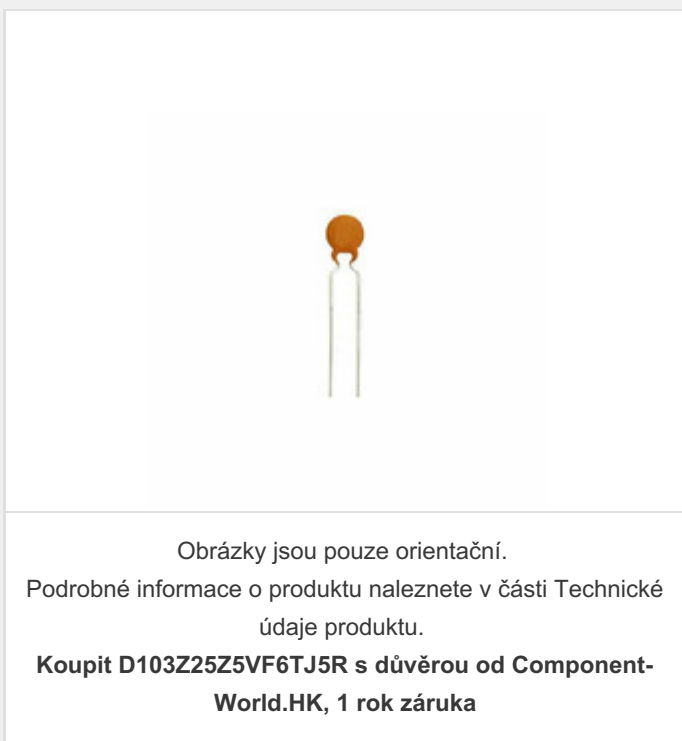 Obrázky jsou pouze orientační.
Podrobné informace o produktu naleznete v části Technické
údaje produktu.
Koupit D103Z25Z5VF6TJ5R s důvěrou od Component-
World.HK, 1 rok záruka